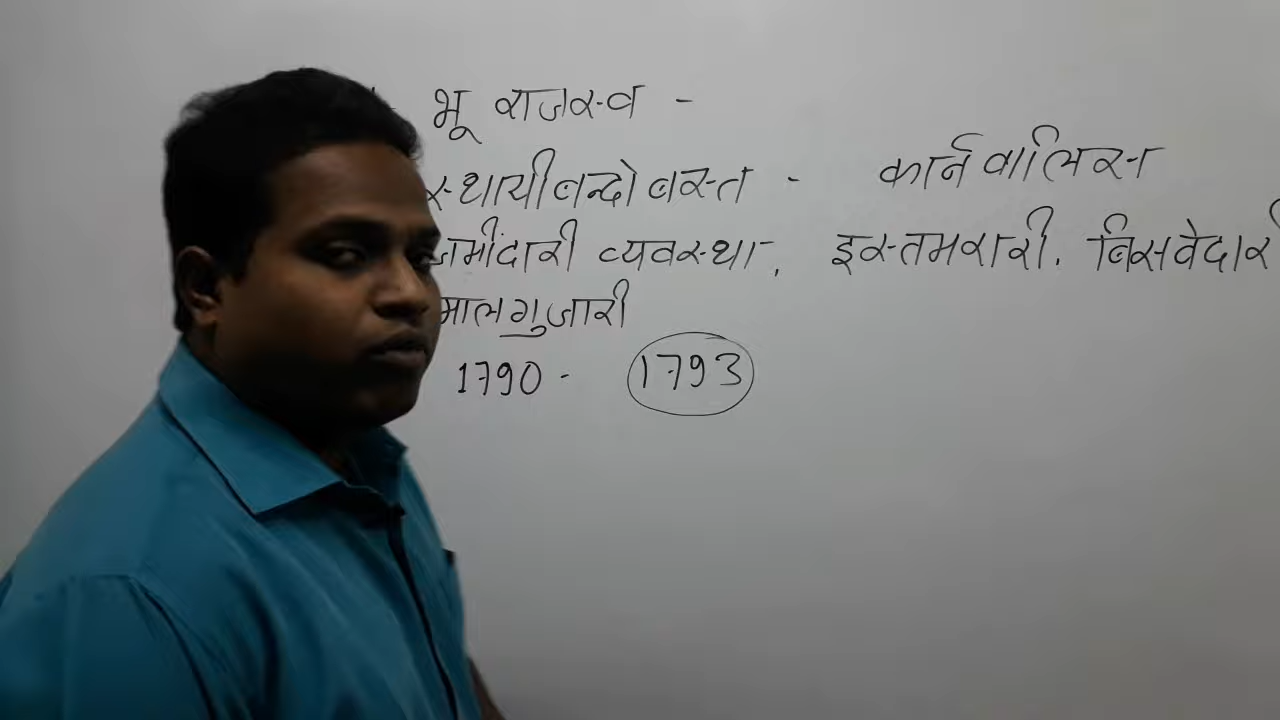 भू राजस्व -
स्थायीबन्दोबस्त - कार्नवालिस
जमींदारी व्यवस्था, इस्तमरारी, बिसवेदारी
मालगुजारी
1790 - 1793